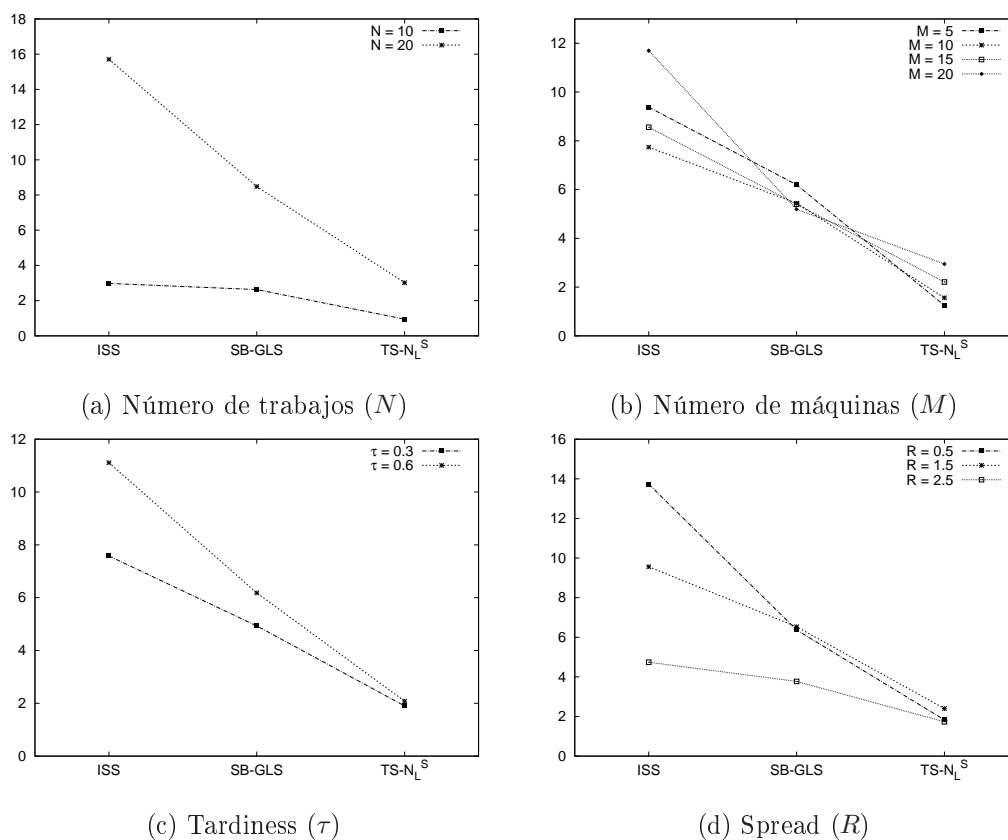 18
16
14
12
10
8
6
4
2
0
N = 10
N = 20
ISS
SB-GLS
TS-N_L^S
(a) Número de trabajos (N)
12
10
8
6
4
2
0
M = 5
M = 10
M = 15
M = 20
ISS
SB-GLS
TS-N_L^S
(b) Número de máquinas (M)
12
10
8
6
4
2
0
τ = 0.3
τ = 0.6
ISS
SB-GLS
TS-N_L^S
(c) Tardiness (τ)
16
14
12
10
8
6
4
2
0
R = 0.5
R = 1.5
R = 2.5
ISS
SB-GLS
TS-N_L^S
(d) Spread (R)